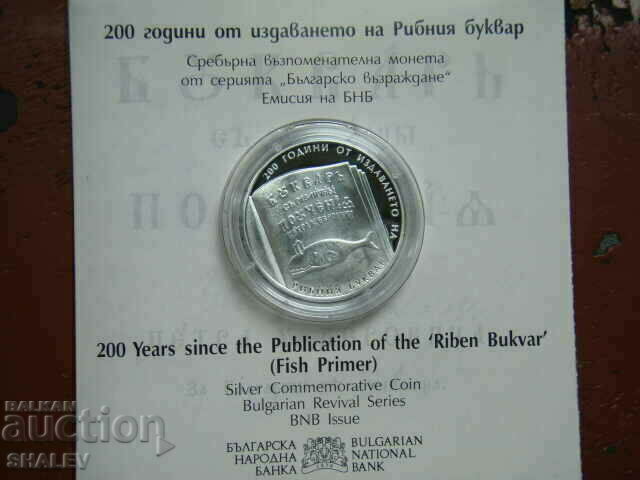 200 години от издаването на Рибния буквар
Сребърна възпоменателна монета
от серията „Българско възраждане“
Емисия на БНБ
200 ГОДИНИ ОТ ИЗДАВАНЕТО НА
РИБНИЯ БУКВАР
200 Years since the Publication of the ‘Riben Bukvar’
(Fish Primer)
Silver Commemorative Coin
Bulgarian Revival Series
BNB Issue
БЪЛГАРСКА
НАРОДНА
БАНКА
BULGARIAN
NATIONAL
BANK
BALKAN
auction
SHALEV